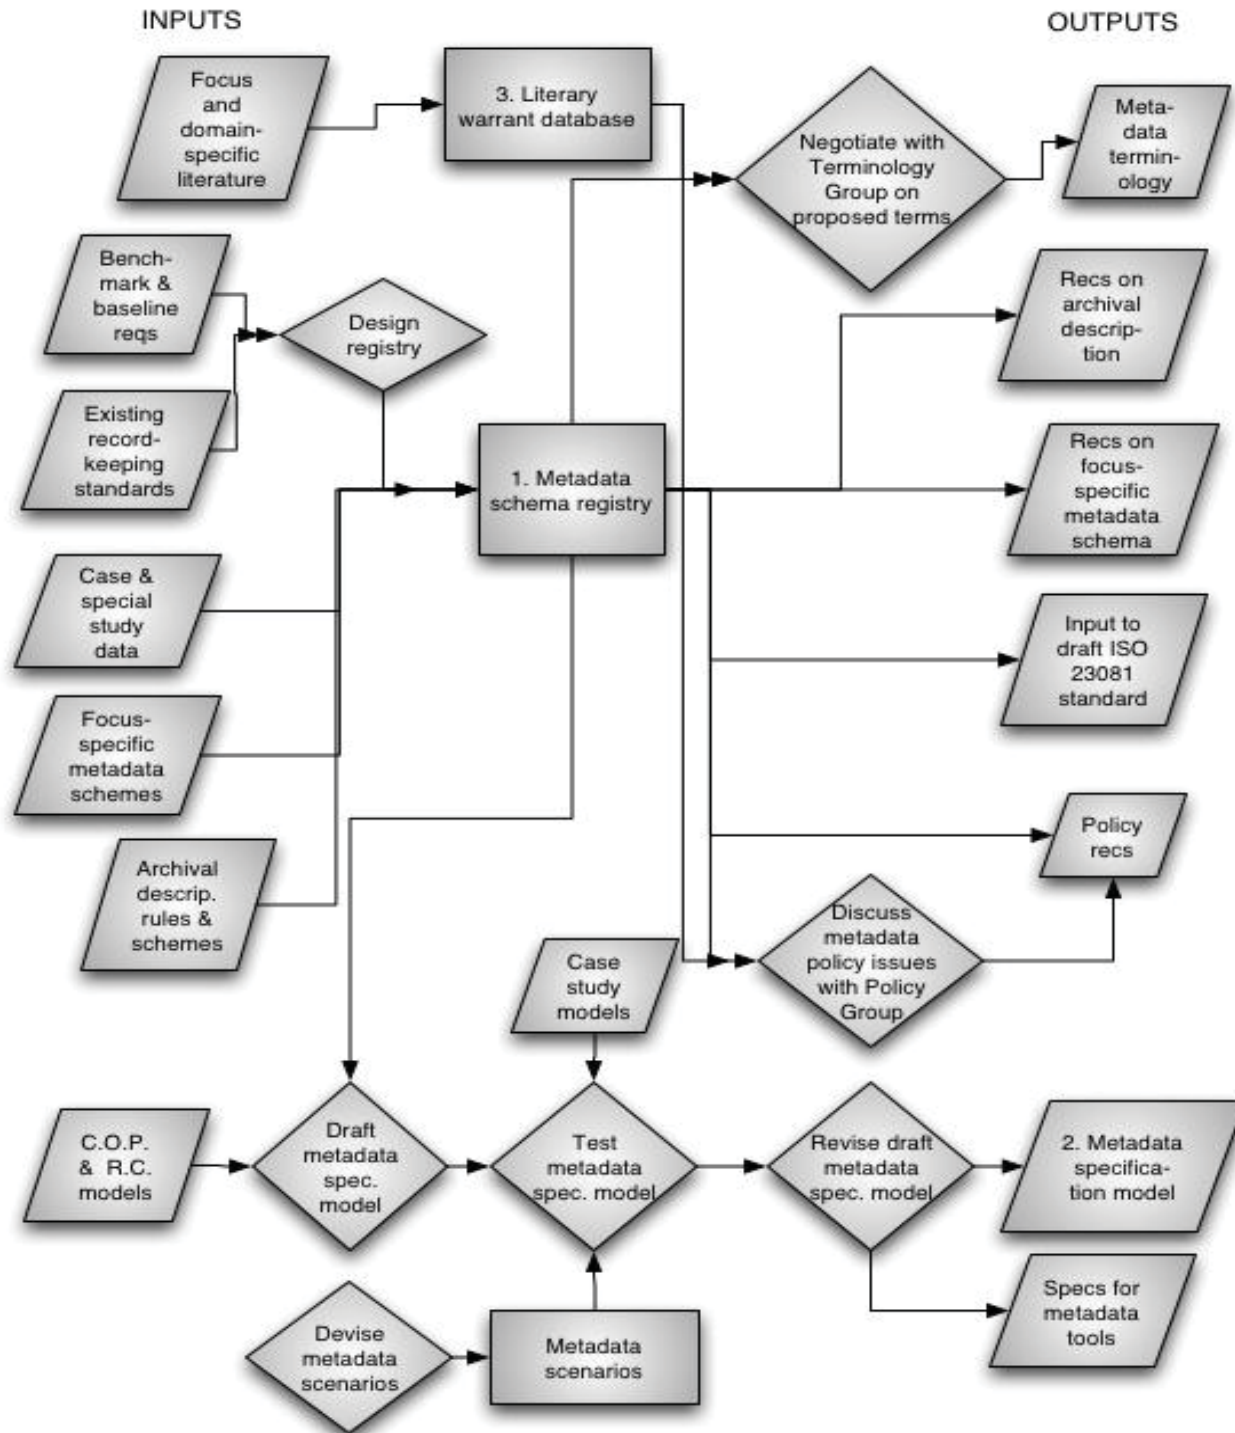 INPUTS
OUTPUTS
Focus
and
domain-
specific
literature
3. Literary
warrant database
Negotiate with
Terminology
Group on
proposed terms
Meta-
data
termin-
ology
Bench-
mark &
baseline
reqs
Design
registry
Recs on
archival
descrip-
tion
Existing
record-
keeping
standards
1. Metadata
schema registry
Recs on
focus-
specific
metadata
schema
Case &
special
study
data
Input to
draft ISO
23081
standard
Focus-
specific
metadata
schemes
Policy
recs
Archival
descrip.
rules &
schemes
Discuss
metadata
policy issues
with Policy
Group
Case
study
models
C.O.P.
& R.C.
models
Draft
metadata
spec.
model
Test
metadata
spec. model
Revise draft
metadata
spec. model
2. Metadata
specifica-
tion model
Specs for
metadata
tools
Devise
metadata
scenarios
Metadata
scenarios